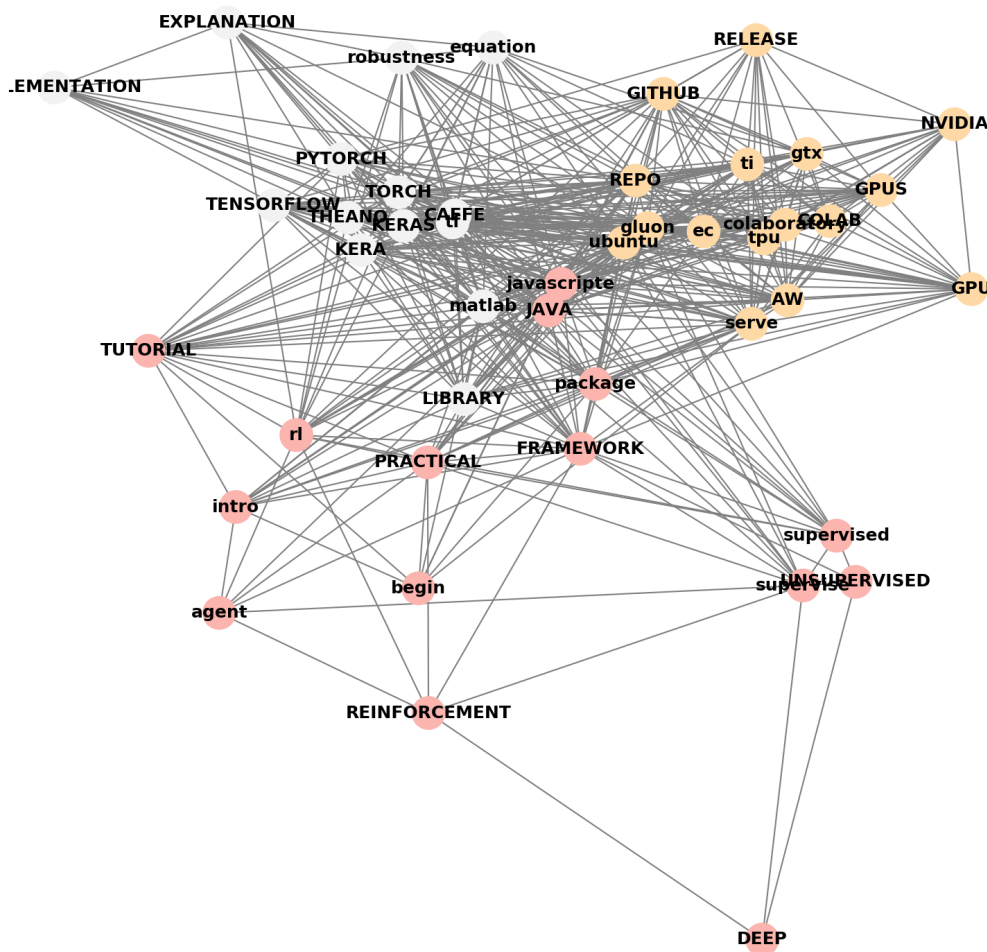 EXPLANATION
RELEASE
equation
robustness
LEMENTATION
GITHUB
NVIDIA
PYTORCH
gtx
ti
REPO
GPUS
TORCH
TENSORFLOW
THEANO
CAEFE
tf
KERAS
COLAB
colaboratory
gluon
ec
tpu
ubuntu
KERA
javascripte
GPU
AW
matlab
JAVA
serve
TUTORIAL
package
LIBRARY
rl
FRAMEWORK
PRACTICAL
intro
supervised
UNSUPERVISED
supervise
begin
agent
REINFORCEMENT
DEEP